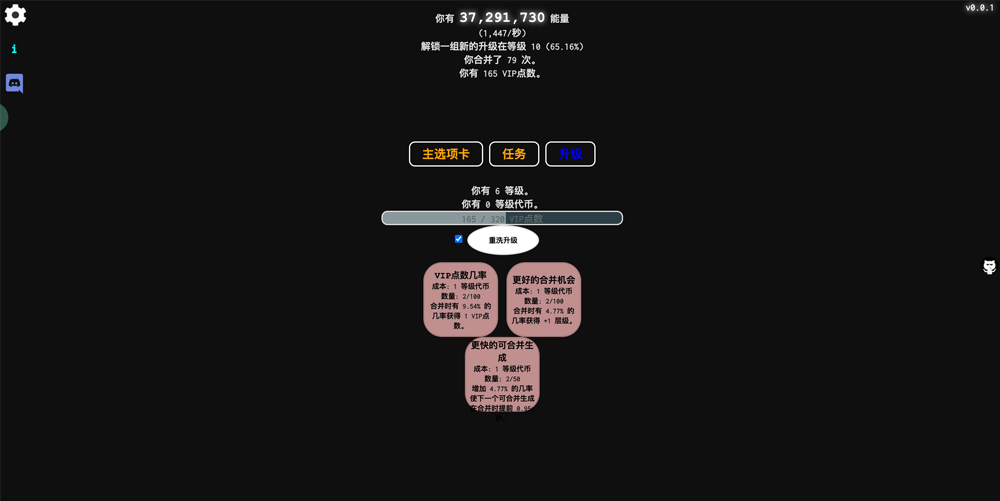 v0.0.1
你有 37,291,730 能量
(1,447/秒)
解锁一组新的升级在等级 10 (65.16%)
你合并了 79 次。
你有 165 VIP点数。
主选项卡 任务 升级
你有 6 等级。
你有 0 等级代币。
165 / 320 VIP点数
重洗升级
VIP点数几率
成本: 1 等级代币
数量: 2/100
合并时有 9.54% 的
几率获得 1 VIP点
数。
更好的合并机会
成本: 1 等级代币
数量: 2/100
合并时有 4.77% 的
几率获得 +1 层级。
更快的可合并生
成
成本: 1 等级代币
数量: 2/50
增加 4.77% 的几率
使下一个可合并生成
在合并时提前 0.95
秒。